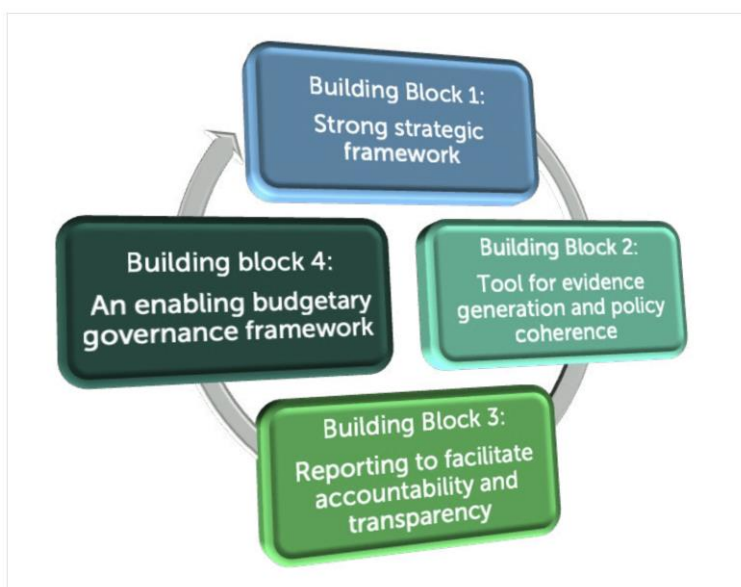 Building Block 1:
Strong strategic
framework
Building Block 2:
Tool for evidence
generation and policy
coherence
Building Block 3:
Reporting to facilitate
accountability and
transparency
Building block 4:
An enabling budgetary
governance framework